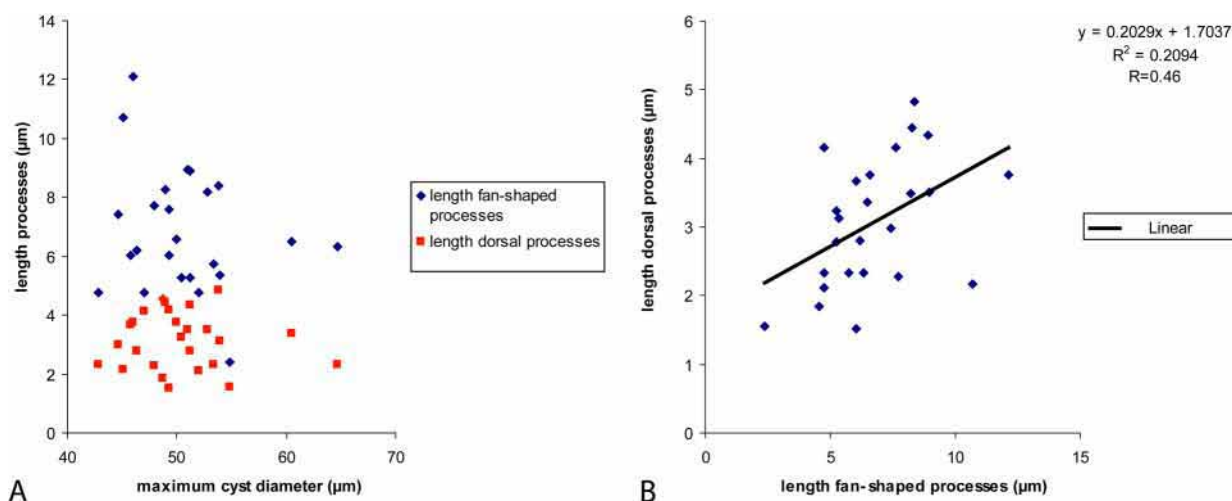 14
12
10
8
6
4
2
0
40 50 60 70
length processes (µm)
maximum cyst diameter (µm)
length fan-shaped
processes
length dorsal processes
A
6
5
4
3
2
1
0
0 5 10 15
length dorsal processes (µm)
length fan-shaped processes (µm)
y = 0.2029x + 1.7037
R² = 0.2094
R=0.46
Linear
B